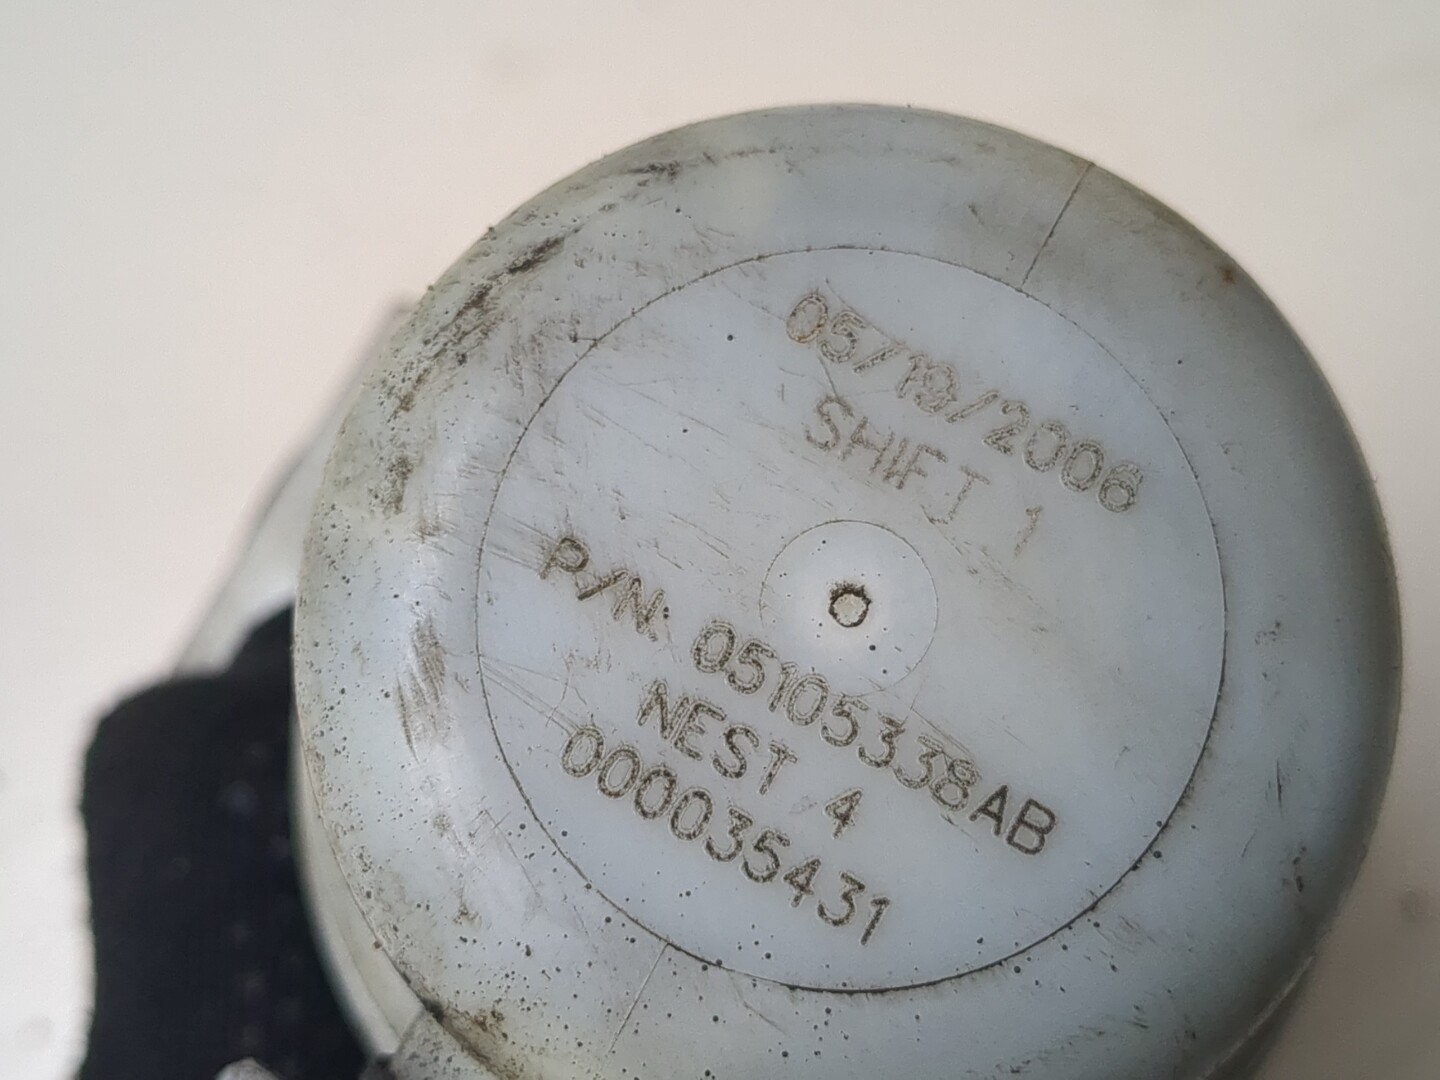 05/19/2006
SHIFT 1
P/N: 05105338AB
NEST 4
000035431